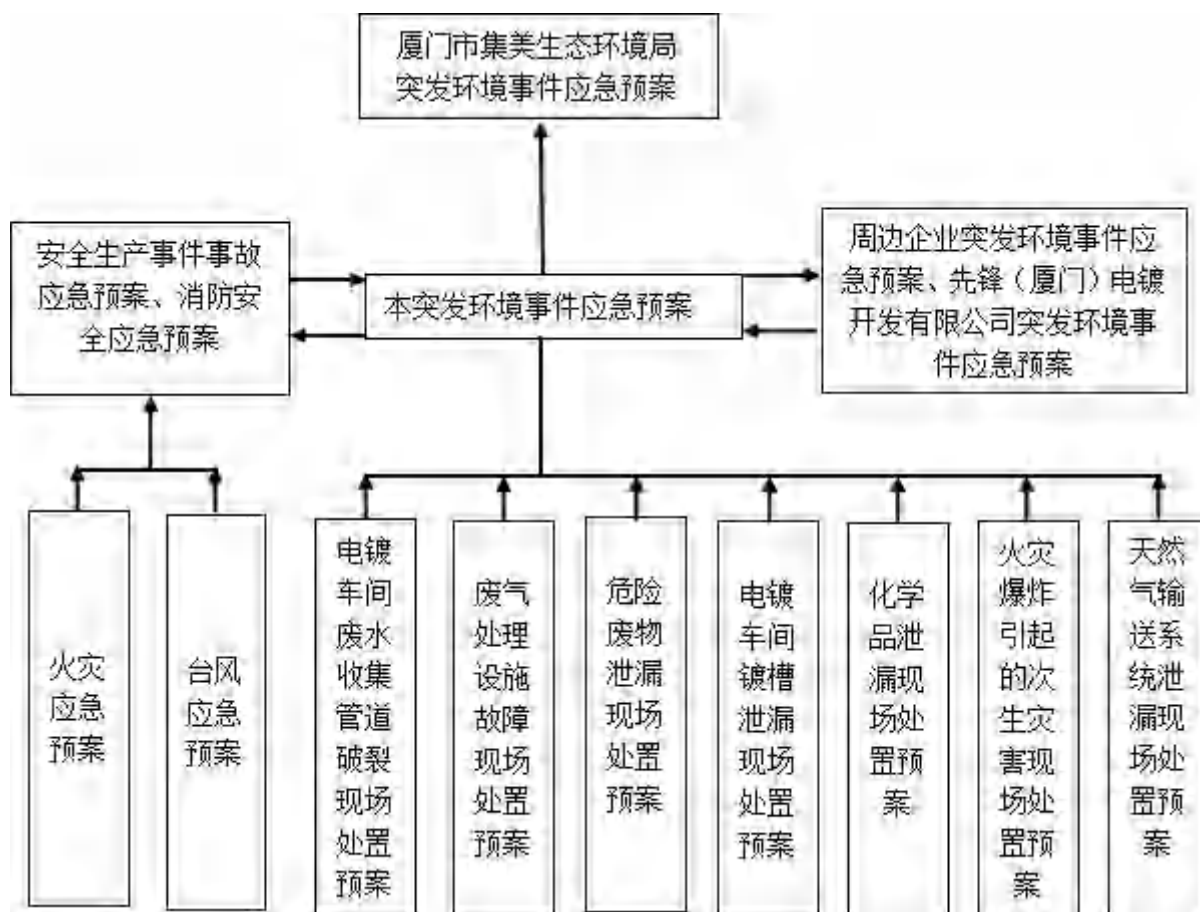 厦门市集美生态环境局
突发环境事件应急预案
安全生产事件事故
应急预案、消防安
全应急预案
本突发环境事件应急预案
周边企业突发环境事件应
急预案、先锋（厦门）电镀
开发有限公司突发环境事
件应急预案
火灾
应急
预案
台风
应急
预案
电镀
车间
废水
收集
管道
破裂
现场
处置
预案
废气
处理
设施
故障
现场
处置
预案
危险
废物
泄漏
现场
处置
预案
电镀
车间
镀槽
泄漏
现场
处置
预案
化学
品泄
漏现
场处
置预
案
火灾
爆炸
引起
的次
生灾
害现
场处
置预
案
天然
气输
送系
统泄
漏现
场处
置预
案